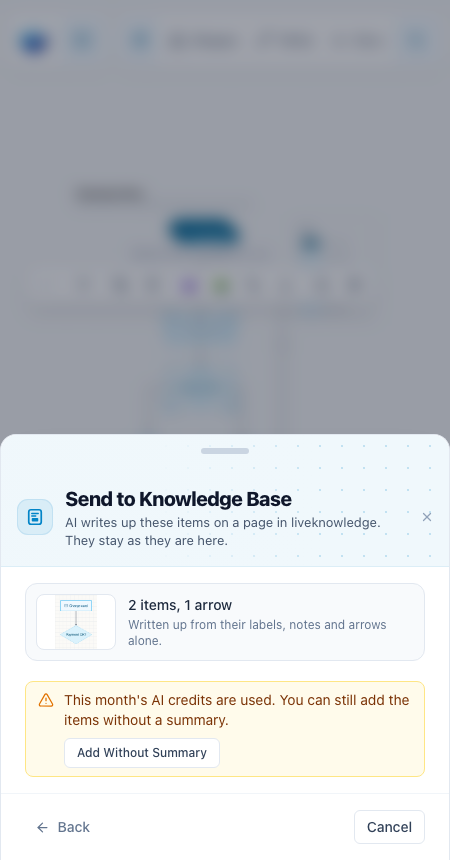 Send to Knowledge Base
AI writes up these items on a page in liveknowledge.
They stay as they are here.
2 items, 1 arrow
Written up from their labels, notes and arrows
alone.
This month's AI credits are used. You can still add the
items without a summary.
Add Without Summary
Back
Cancel